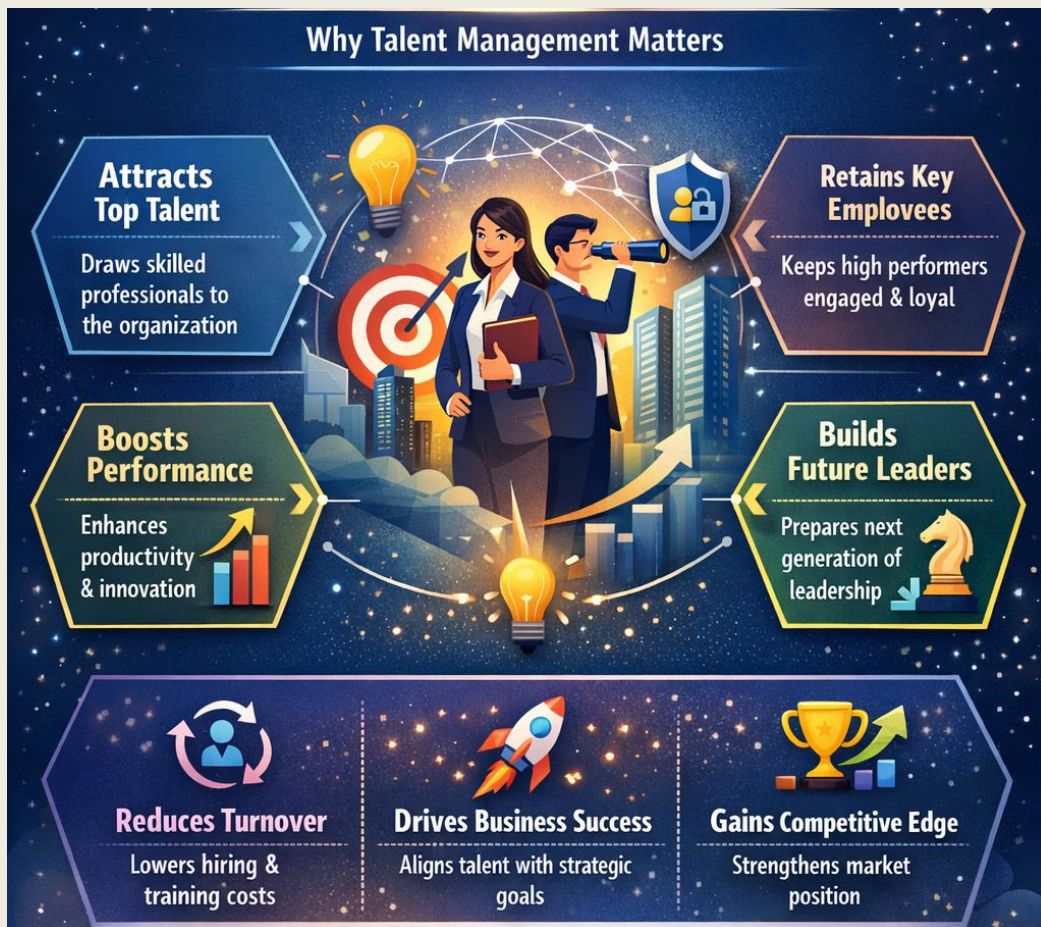 Why Talent Management Matters
Attracts
Top Talent
Draws skilled
professionals to
the organization
Retains Key
Employees
Keeps high performers
engaged & loyal
Boosts
Performance
Enhances
productivity
& innovation
Builds
Future Leaders
Prepares next
generation of
leadership
Reduces Turnover
Lowers hiring &
training costs
Drives Business Success
Aligns talent with strategic
goals
Gains Competitive Edge
Strengthens market
position